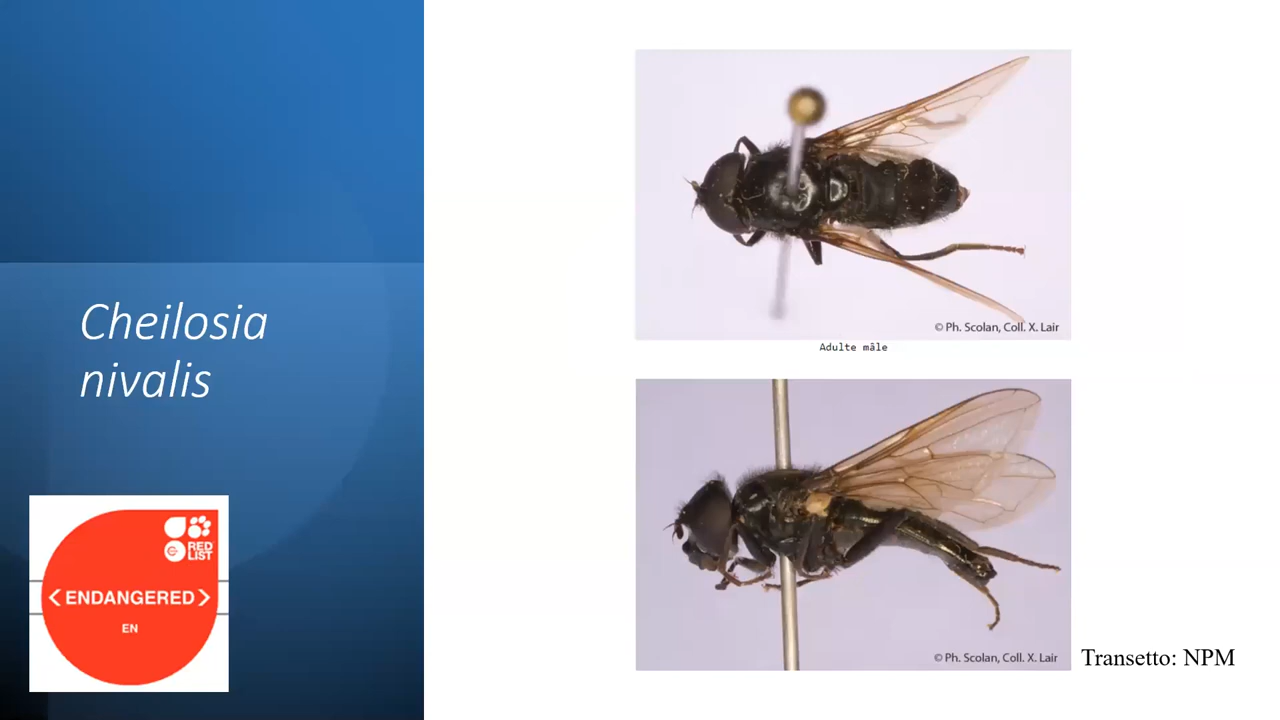 Cheilosia
nivalis
RED
LIST
< ENDANGERED >
EN
© Ph. Scolan, Coll. X. Lair
Adulte mâle
© Ph. Scolan, Coll. X. Lair
Transetto: NPM